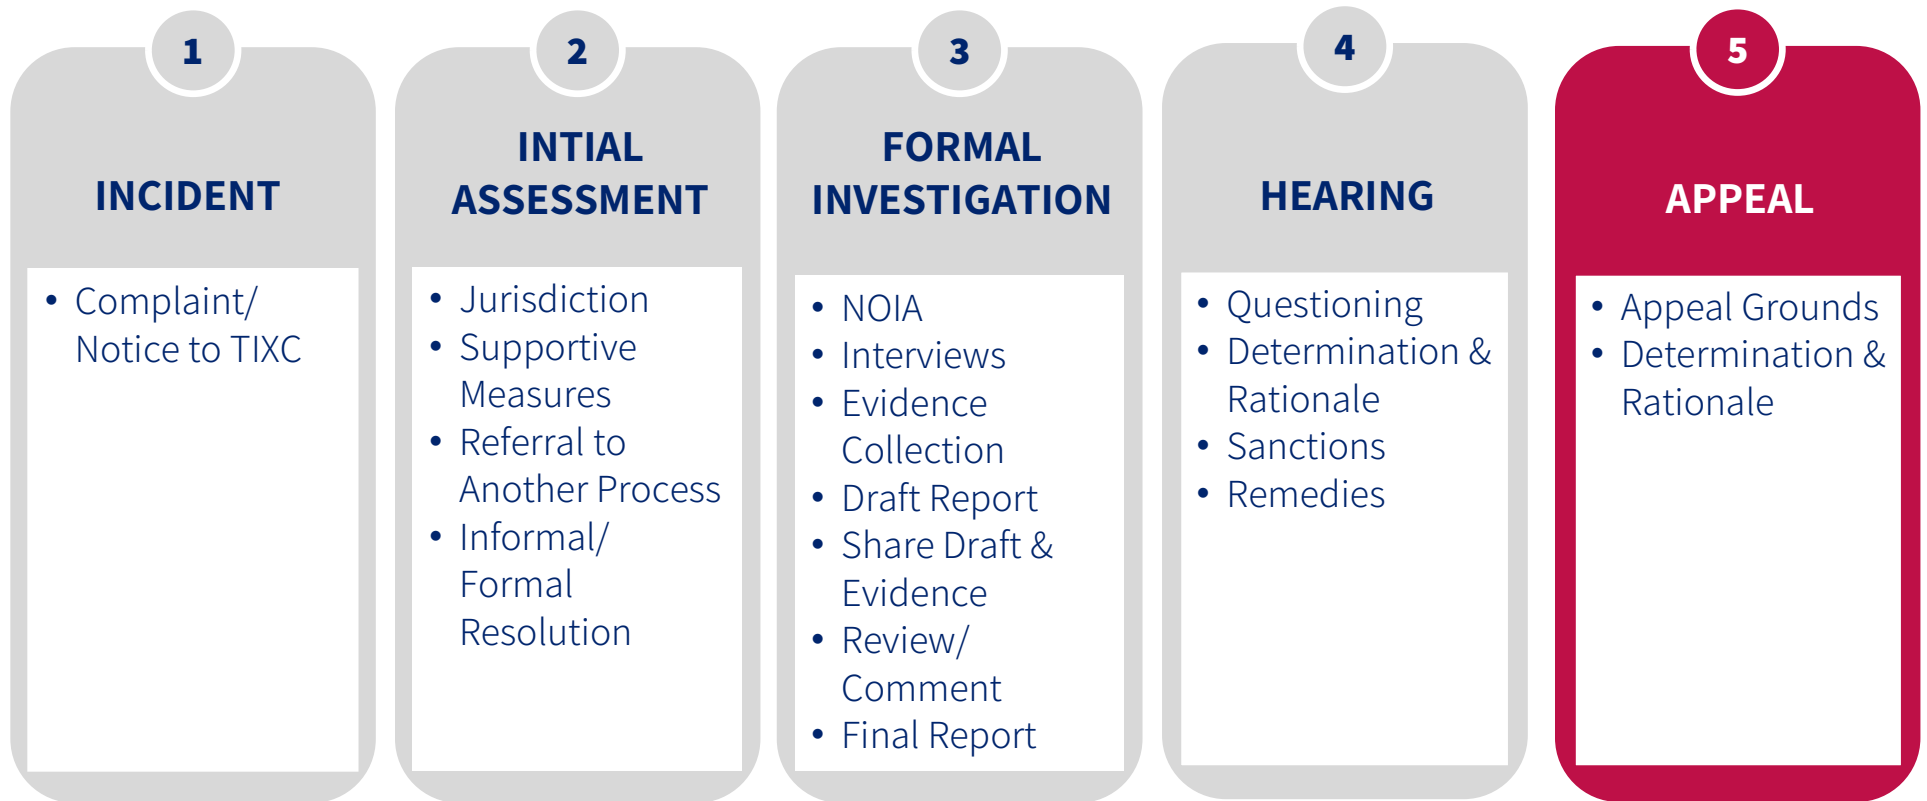 1
INCIDENT
• Complaint/
Notice to TIXC
2
INTIAL
ASSESSMENT
• Jurisdiction
• Supportive
Measures
• Referral to
Another Process
• Informal/
Formal
Resolution
3
FORMAL
INVESTIGATION
• NOIA
• Interviews
• Evidence
Collection
• Draft Report
• Share Draft &
Evidence
• Review/
Comment
• Final Report
4
HEARING
• Questioning
• Determination &
Rationale
• Sanctions
• Remedies
5
APPEAL
• Appeal Grounds
• Determination &
Rationale